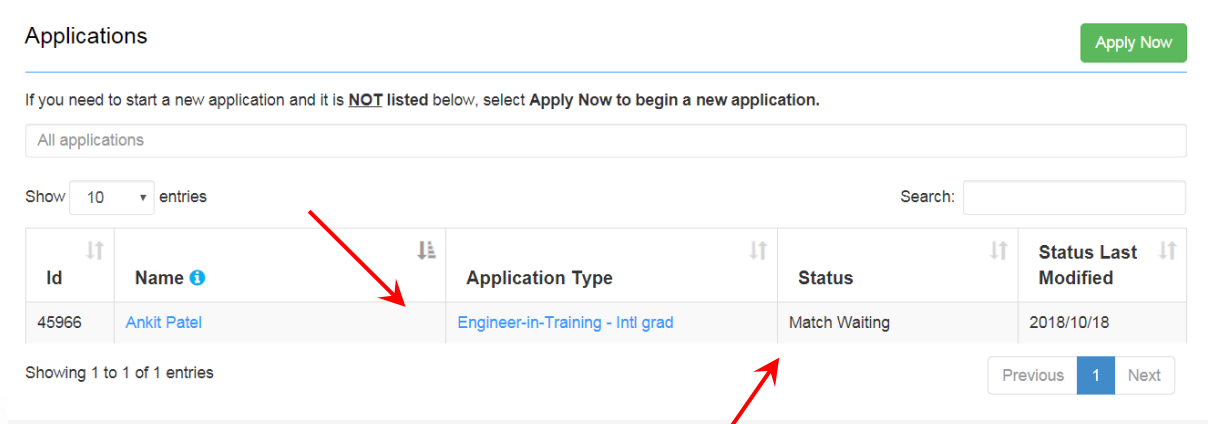 Applications
Apply Now
If you need to start a new application and it is NOT listed below, select Apply Now to begin a new application.
All applications
Show 10 entries
Search:
Id
Name
Application Type
Status
Status Last
Modified
45966
Ankit Patel
Engineer-in-Training - Intl grad
Match Waiting
2018/10/18
Showing 1 to 1 of 1 entries
Previous 1 Next